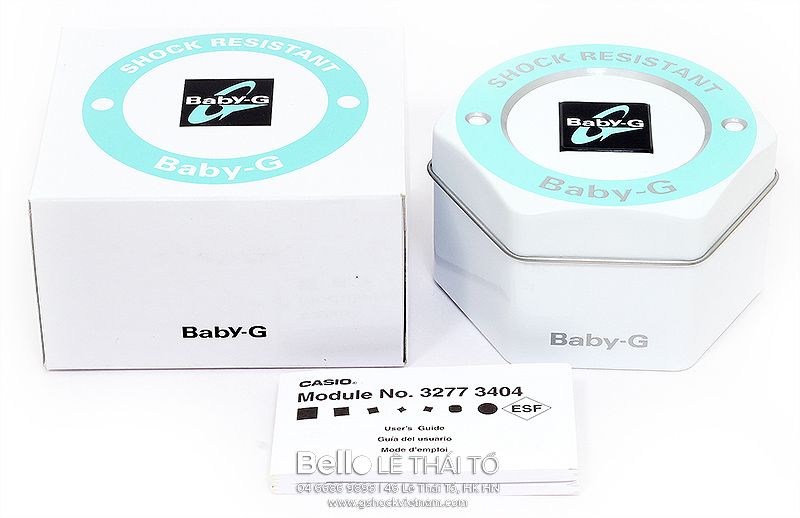 SHOCK RESISTANT
Baby-G
Baby-G
Baby-G
SHOCK RESISTANT
Baby-G
Baby-G
Baby-G
CASIO®
Module No. 3277 3404
ESF
User's Guide
Guía del usuario
Mode d'emploi
Bello LÊ THÁI TỔ
04 6686 9898 | 46 Lê Thái Tổ, HK HN
www.gshockvietnam.com